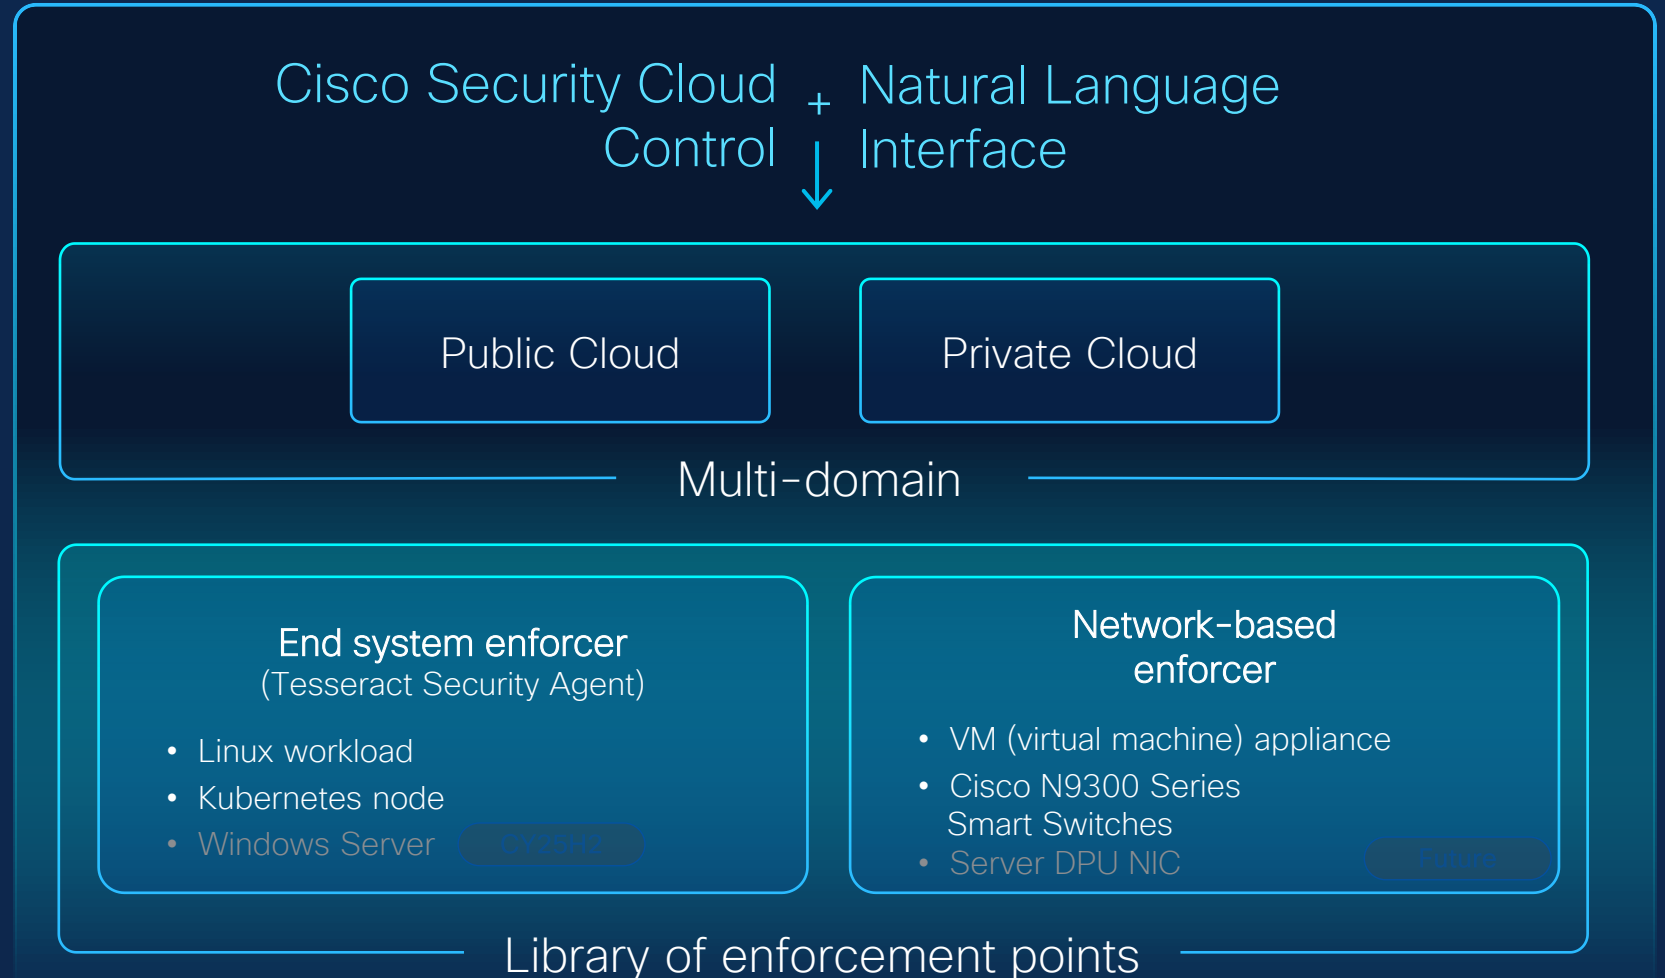 Cisco Security Cloud Control
+
Natural Language Interface
Public Cloud
Private Cloud
Multi-domain
End system enforcer
(Tesseract Security Agent)
• Linux workload
• Kubernetes node
• Windows Server
Network-based
enforcer
• VM (virtual machine) appliance
• Cisco N9300 Series
Smart Switches
• Server DPU NIC
Future
Library of enforcement points